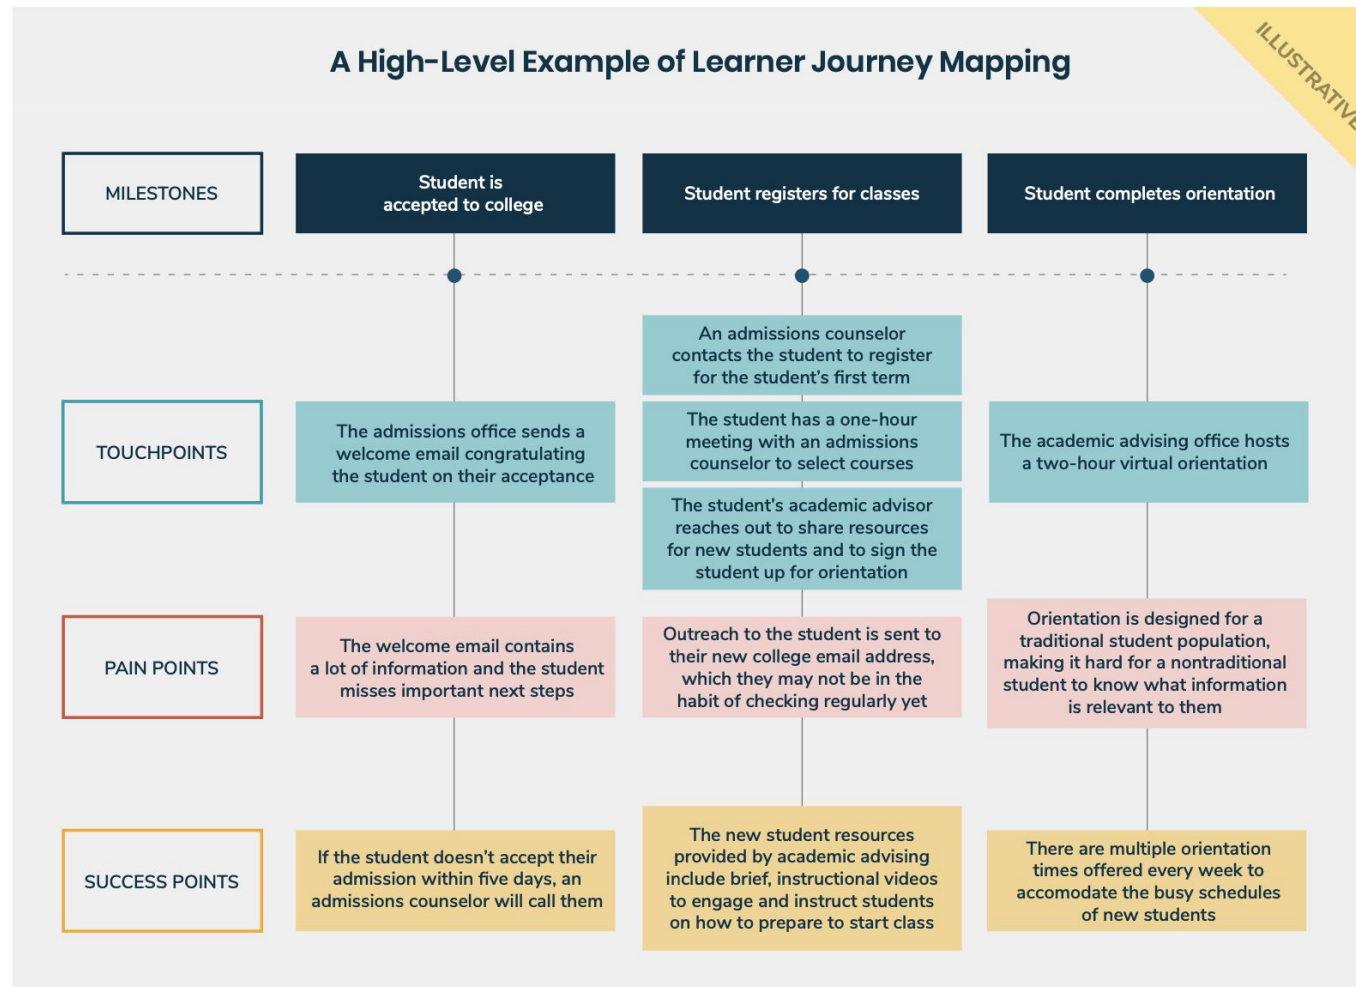 A High-Level Example of Learner Journey Mapping
ILLUSTRATIVE
MILESTONES
Student is
accepted to college
Student registers for classes
Student completes orientation
TOUCHPOINTS
The admissions office sends a
welcome email congratulating
the student on their acceptance
An admissions counselor
contacts the student to register
for the student's first term
The student has a one-hour
meeting with an admissions
counselor to select courses
The student's academic advisor
reaches out to share resources
for new students and to sign the
student up for orientation
The academic advising office hosts
a two-hour virtual orientation
PAIN POINTS
The welcome email contains
a lot of information and the student
misses important next steps
Outreach to the student is sent to
their new college email address,
which they may not be in the
habit of checking regularly yet
Orientation is designed for a
traditional student population,
making it hard for a nontraditional
student to know what information
is relevant to them
SUCCESS POINTS
If the student doesn't accept their
admission within five days, an
admissions counselor will call them
The new student resources
provided by academic advising
include brief, instructional videos
to engage and instruct students
on how to prepare to start class
There are multiple orientation
times offered every week to
accomodate the busy schedules
of new students